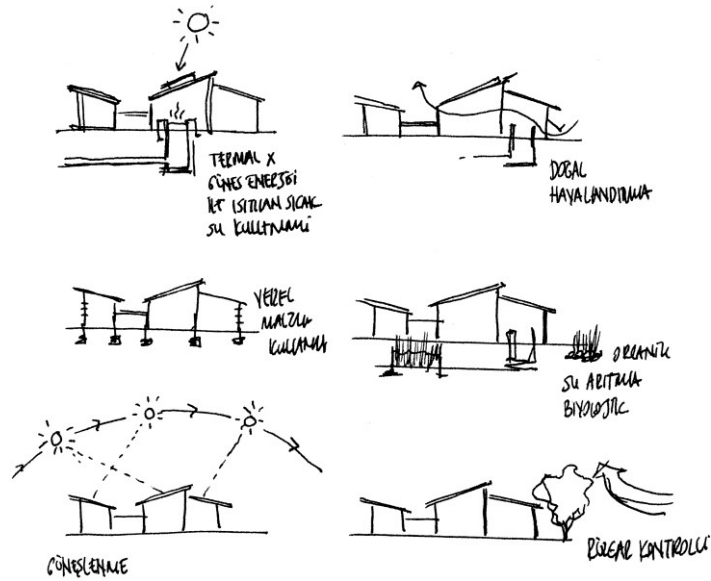 TERMAL X
GÜNEŞ ENERJİSİ
İLE ISITILAN SICAK
SU KULLANIMI
DOĞAL
HAVALANDIRMA
YEREL
MALZEME
KULLANIMI
ORGANİK
SU ARITMA
BİYOLOJİK
GÜNEŞLENME
RÜZGAR KONTROLÜ